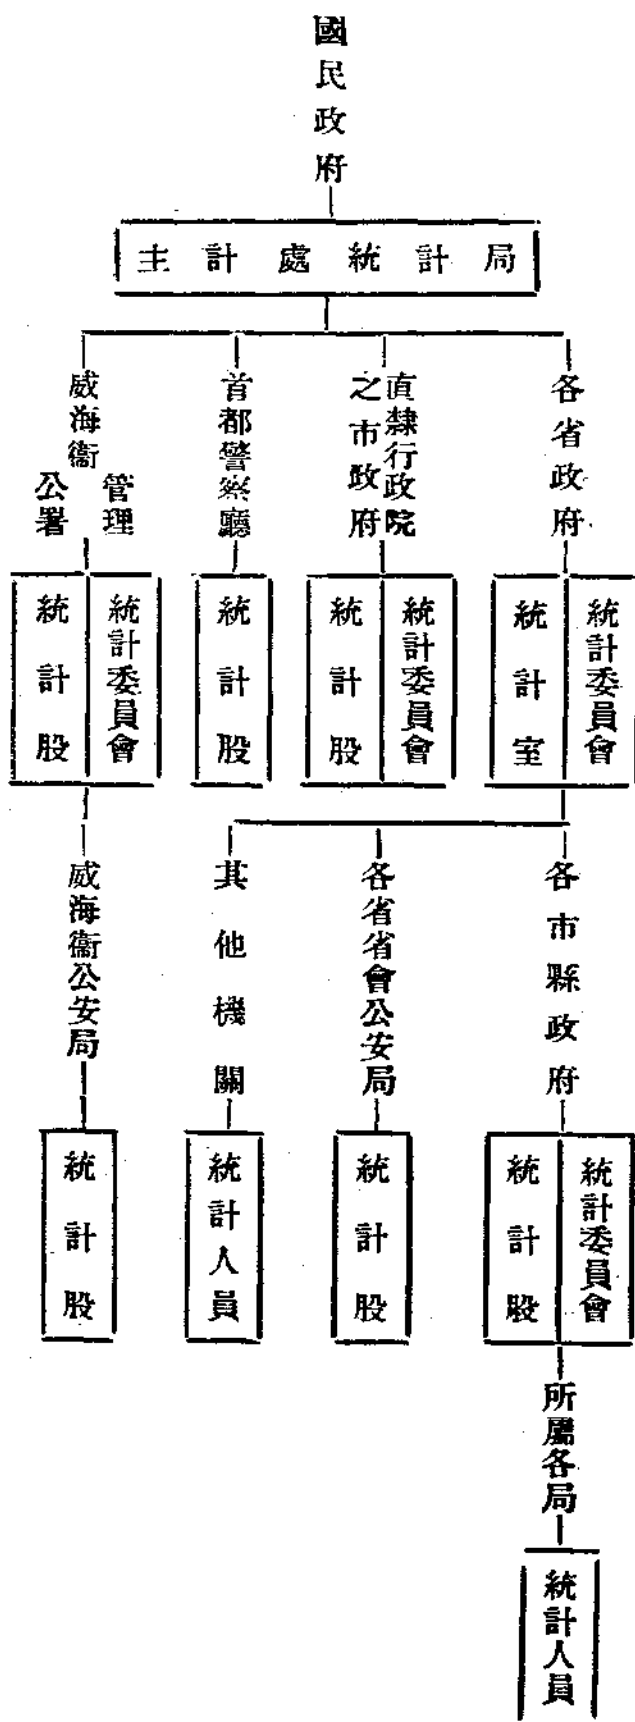 國民政府
主計處統計局
各省政府
直隸行政院
之市政府
首都警察廳
威海衞
管理
公署
統計委員會
統計室
統計委員會
統計股
統計股
統計委員會
統計股
各市縣政府
各省省會公安局
其他機關
威海衞公安局
統計委員會
統計股
統計股
統計人員
統計股
所屬各局
統計人員